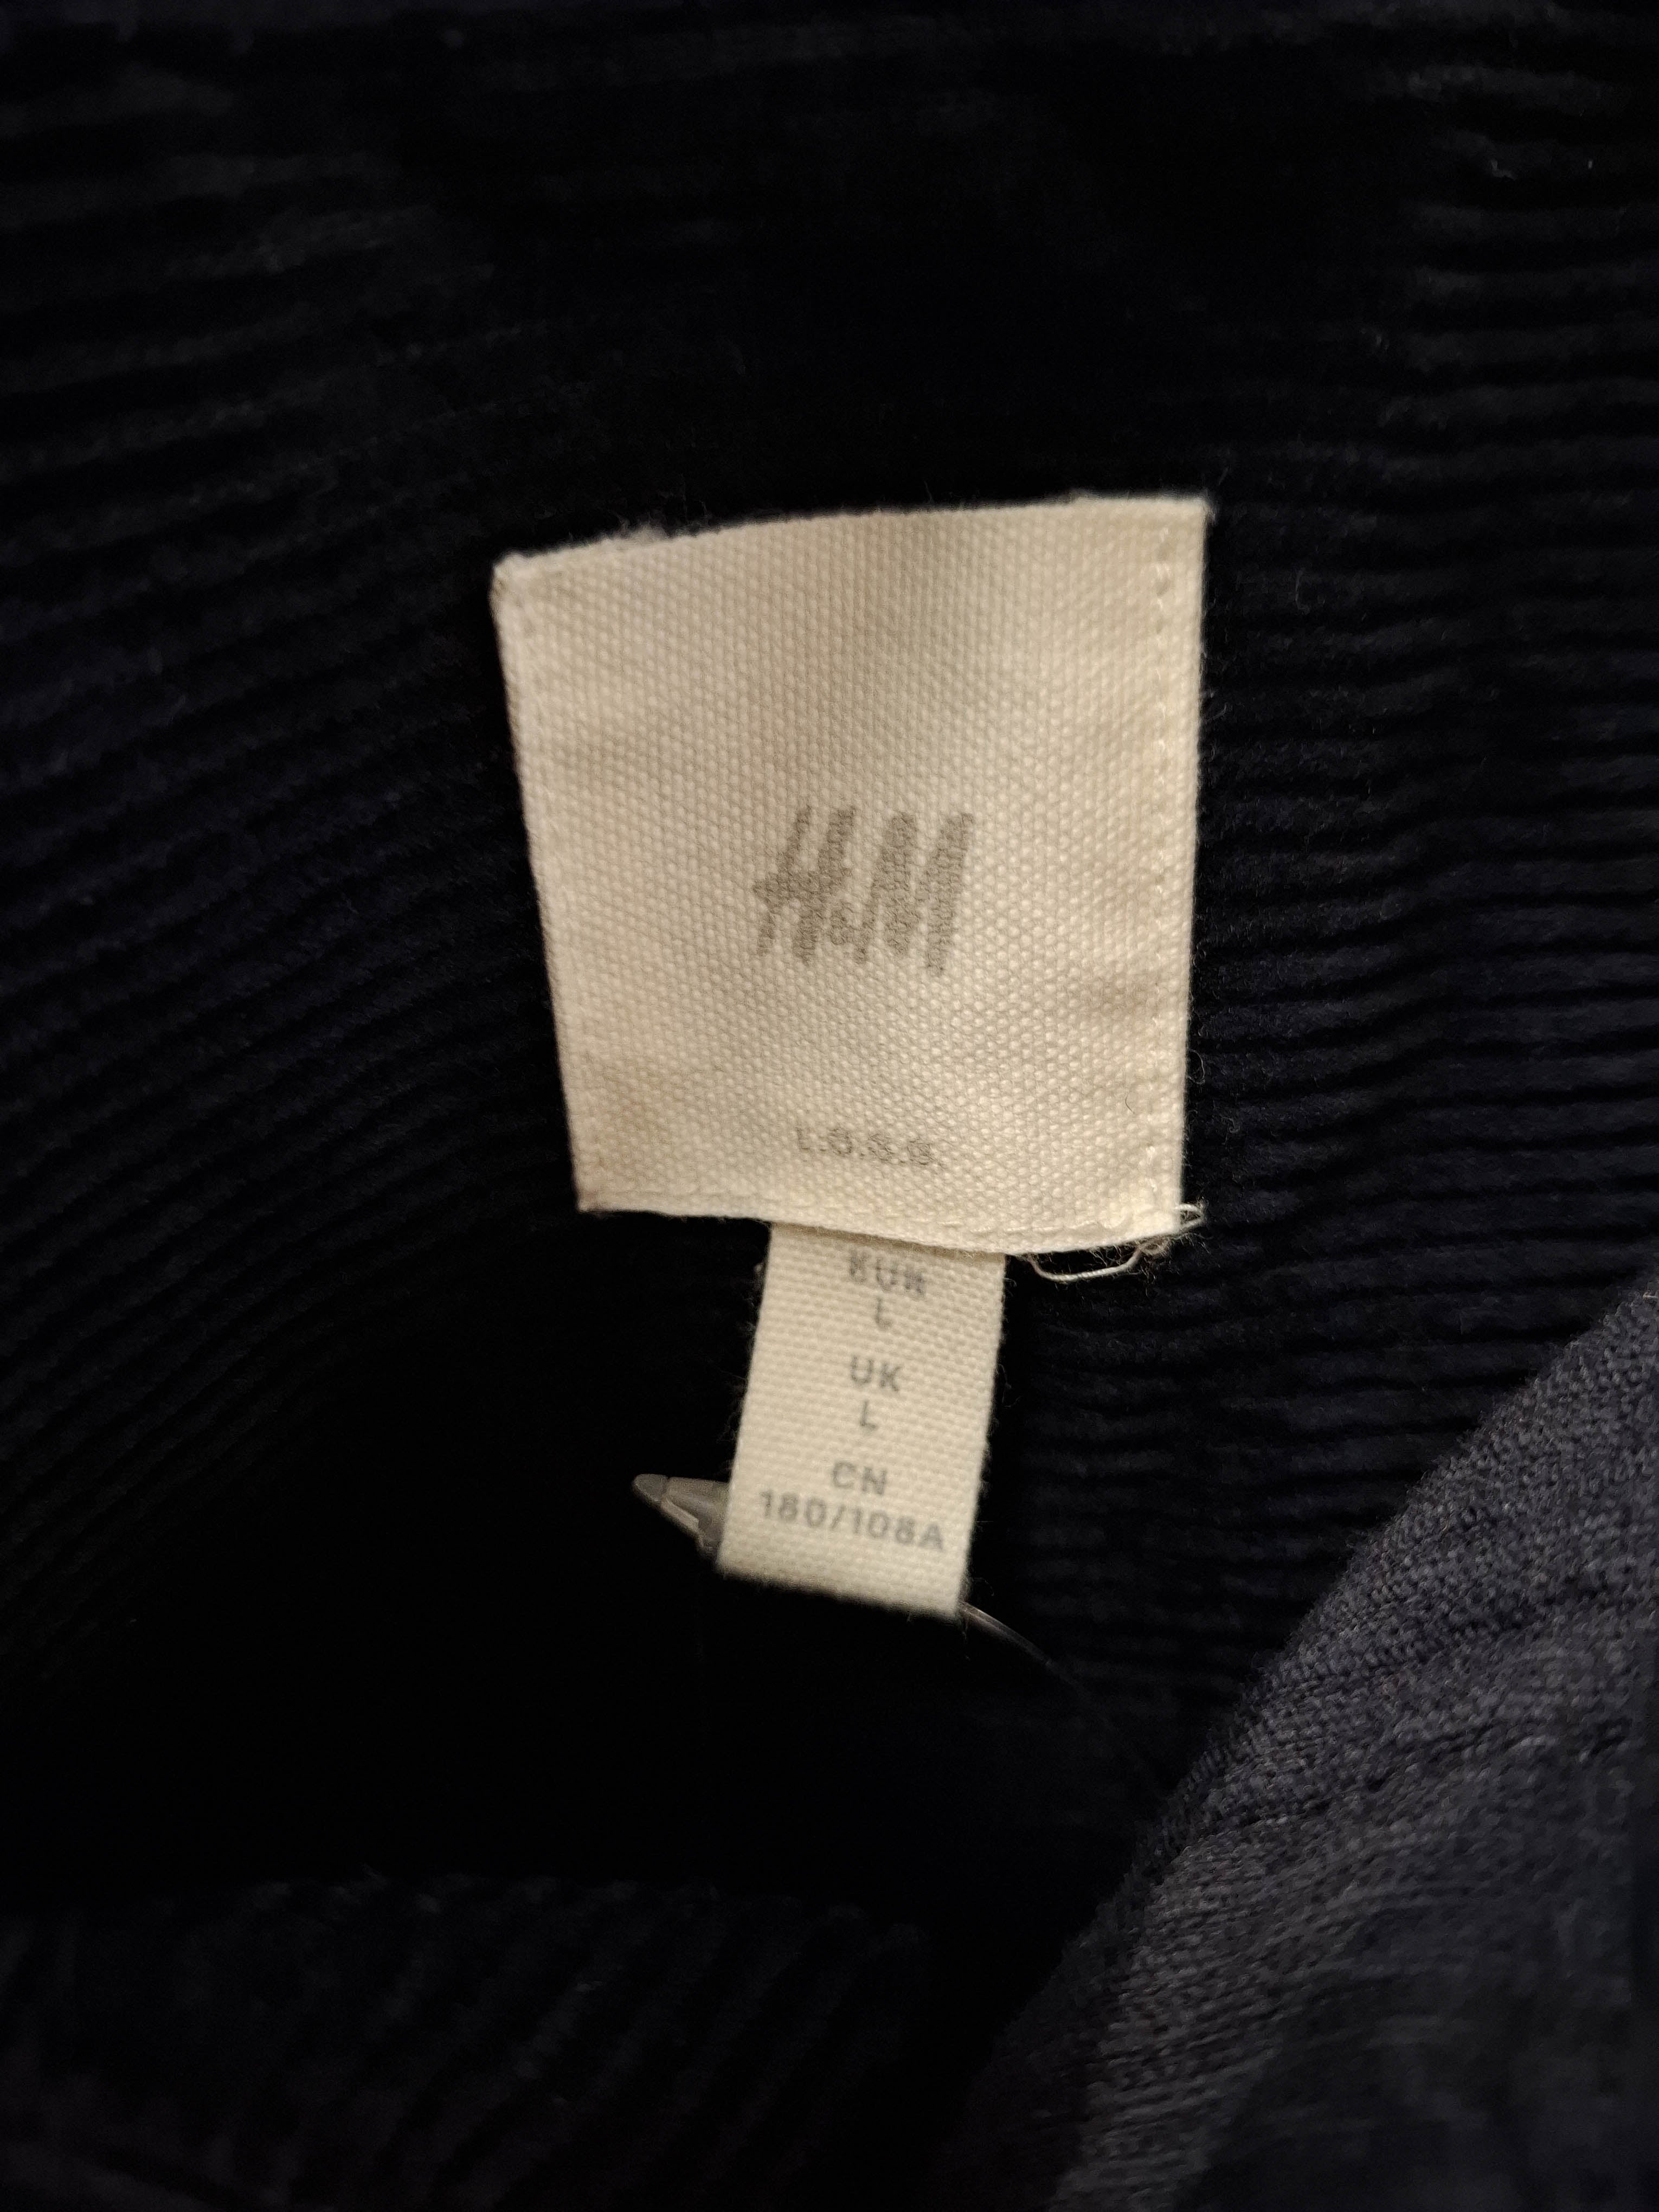 H&M
L.O.G.G.
EUR
L
UK
L
CN
180/108A